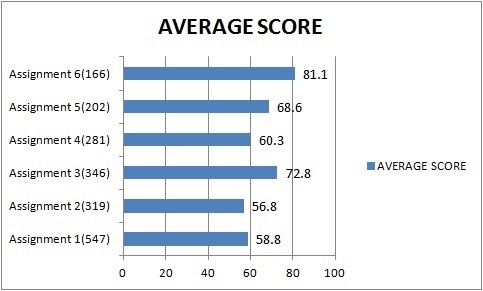 AVERAGE SCORE
Assignment 6(166) 81.1
Assignment 5(202) 68.6
Assignment 4(281) 60.3
Assignment 3(346) 72.8
AVERAGE SCORE
Assignment 2(319) 56.8
Assignment 1(547) 58.8
0 20 40 60 80 100